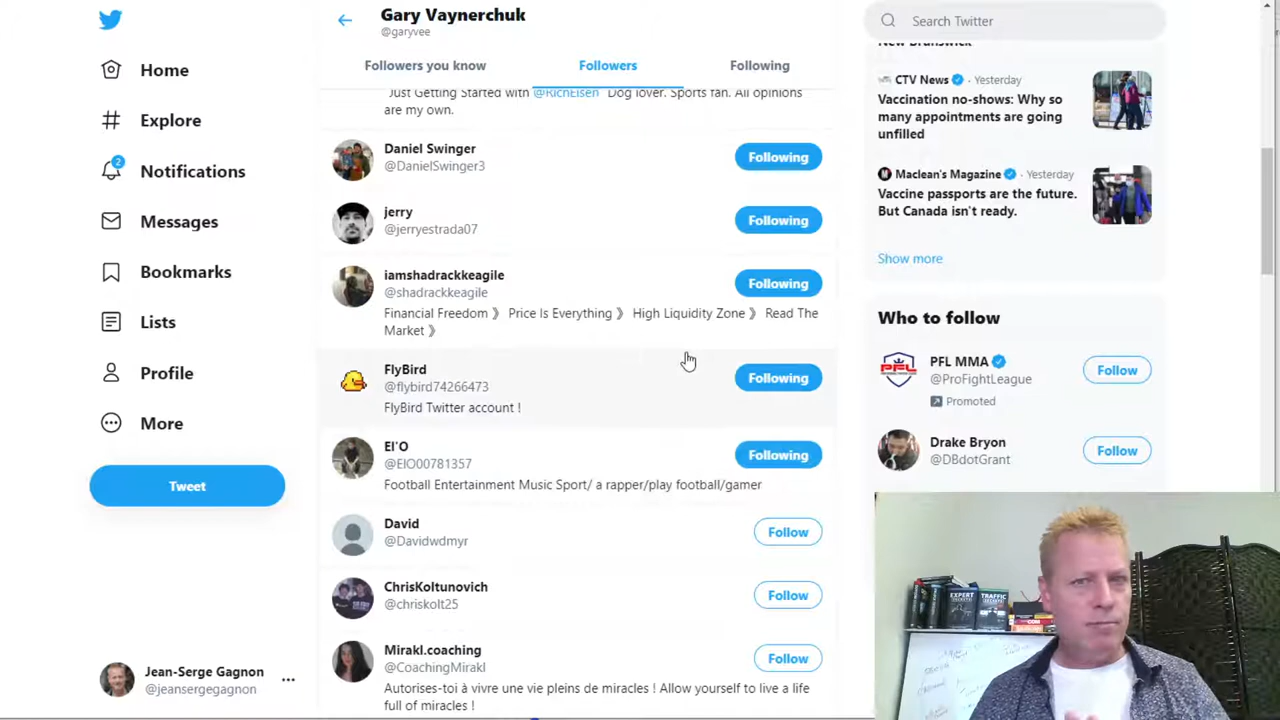 Gary Vaynerchuk
@garyvee
Followers you know
Followers
Following
Home
Explore
2
Notifications
Messages
Bookmarks
Lists
Profile
More
Tweet
Jean-Serge Gagnon
@jeansergegagnon
Just Getting Started with @RichEisen Dog lover. Sports fan. All opinions
are my own.
Daniel Swinger
@DanielSwinger3
Following
jerry
@jerryestrada07
Following
iamshadrackkeagile
@shadrackkeagile
Following
Financial Freedom 》 Price Is Everything 》 High Liquidity Zone 》 Read The
Market 》
FlyBird
@flybird74266473
Following
FlyBird Twitter account !
El'O
@ElO00781357
Following
Football Entertainment Music Sport/ a rapper/play football/gamer
David
@Davidwdmyr
Follow
ChrisKoltunovich
@chriskolt25
Follow
Mirakl.coaching
@CoachingMirakl
Follow
Autorises-toi à vivre une vie pleins de miracles ! Allow yourself to live a life
full of miracles !
Search Twitter
New Brunswick
CTV News · Yesterday
Vaccination no-shows: Why so
many appointments are going
unfilled
Maclean's Magazine · Yesterday
Vaccine passports are the future.
But Canada isn't ready.
Show more
Who to follow
PFL MMA
@ProFightLeague
Follow
Promoted
Drake Bryon
@DBdotGrant
Follow
EXPERT
SECRETS
TRAFFIC
SECRETS